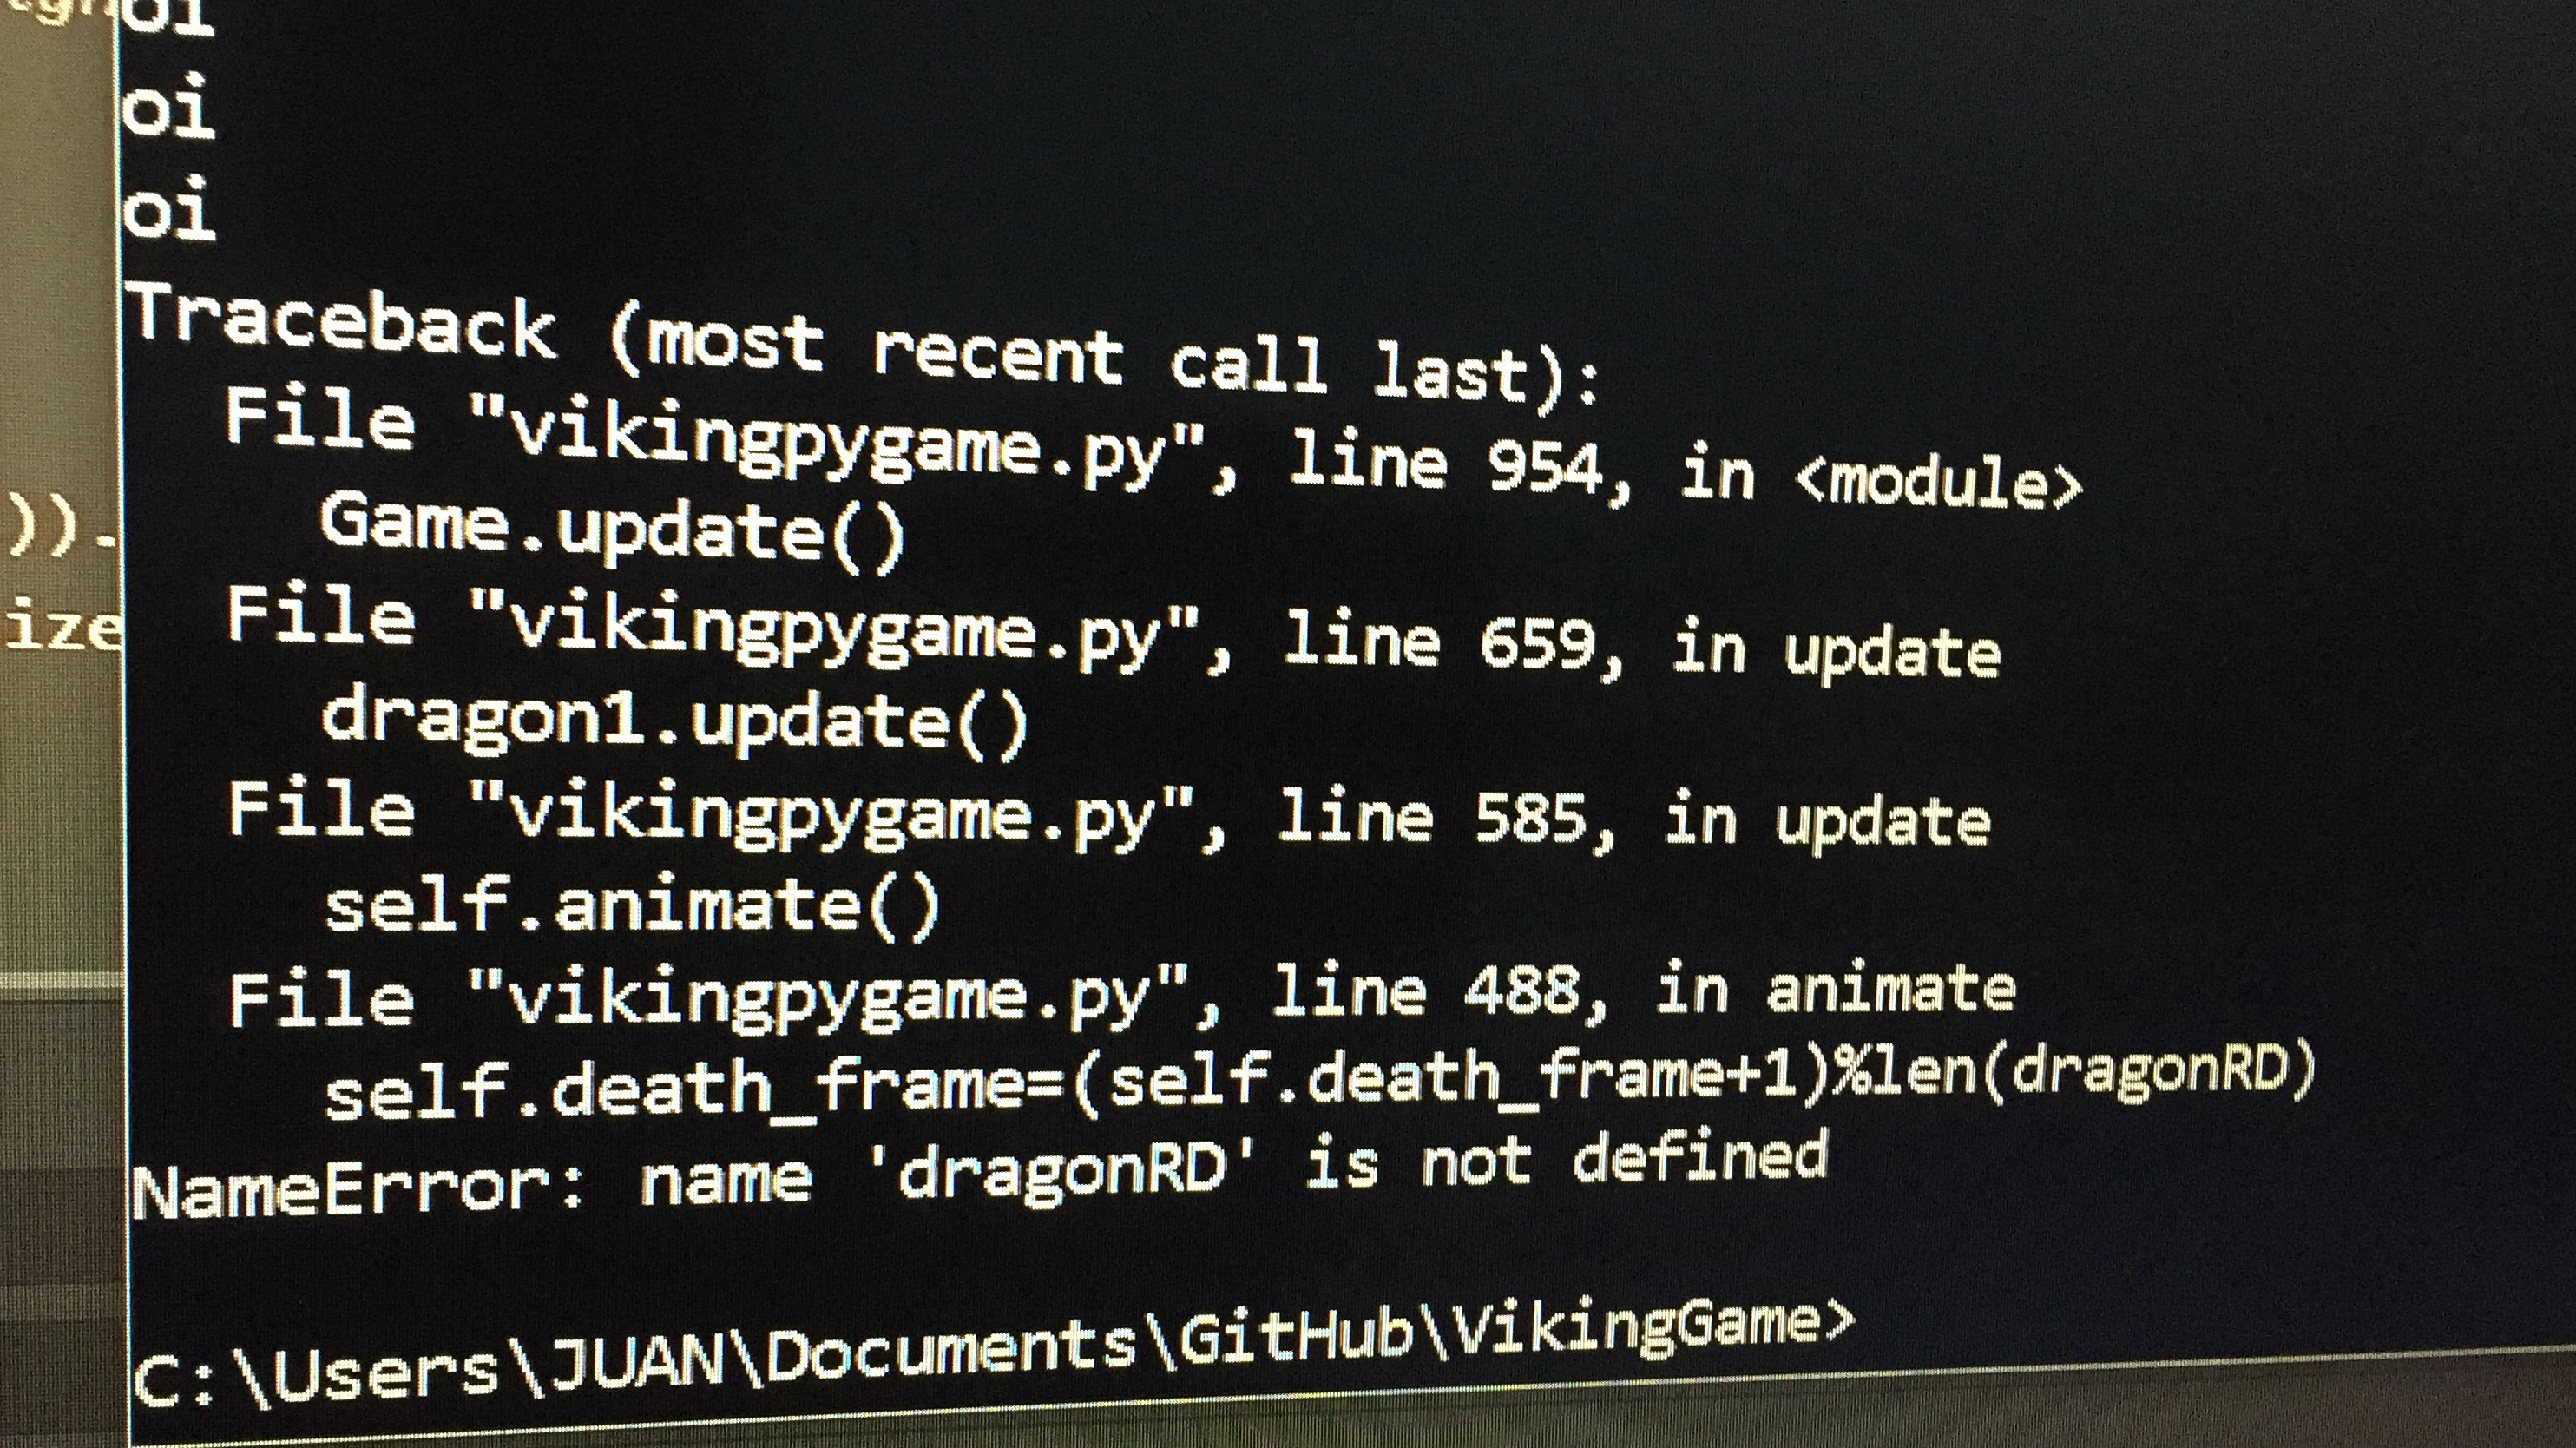 oi
oi
oi
Traceback (most recent call last):
  File "vikingpygame.py", line 954, in <module>
    Game.update()
  File "vikingpygame.py", line 659, in update
))-
    dragon1.update()
ize
  File "vikingpygame.py", line 585, in update
    self.animate()
  File "vikingpygame.py", line 488, in animate
    self.death_frame=(self.death_frame+1)%len(dragonRD)
NameError: name 'dragonRD' is not defined
C:\Users\JUAN\Documents\GitHub\VikingGame>